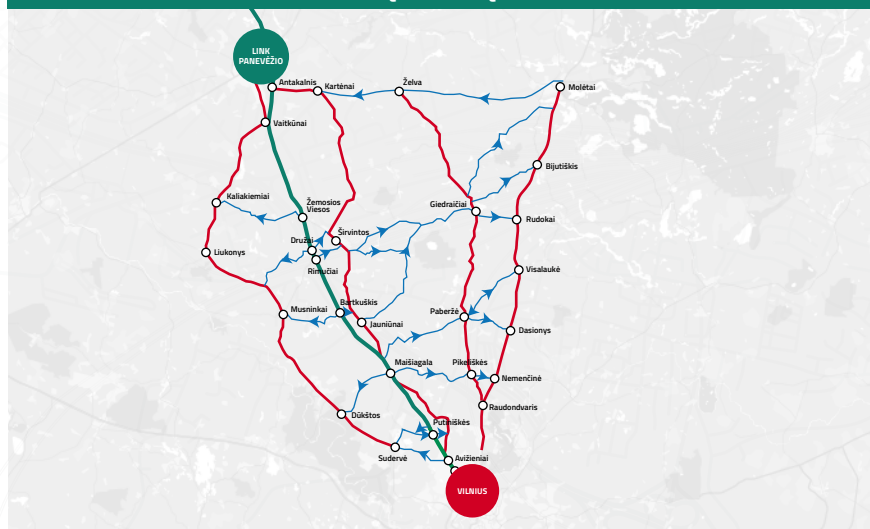 LINK
PANEVĖŽIO
Antakalnis
Kartėnai
Želva
Molėtai
Vaitkūnai
Bijutiškis
Kaliakiemiai
Žemosios
Viesos
Giedraičiai
Rudokai
Širvintos
Družai
Liukonys
Rimučiai
Visalaukė
Musninkai
Bartkuškis
Jauniūnai
Paberžė
Dasionys
Maišiagala
Pikeliškės
Nemenčinė
Dūkštos
Raudondvaris
Putiniškės
Sudervė
Avižieniai
VILNIUS